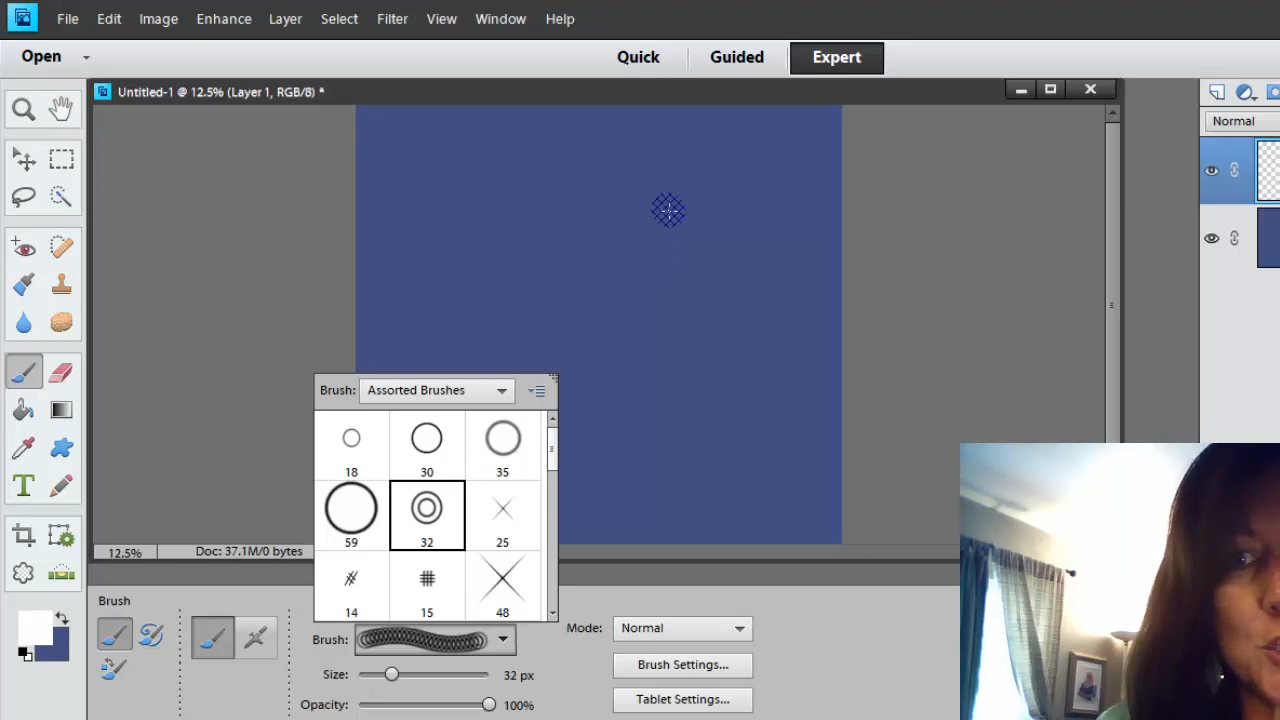 File Edit Image Enhance Layer Select Filter View Window Help
Open Quick Guided Expert
Untitled-1 @ 12.5% (Layer 1, RGB/8) *
Normal
Brush: Assorted Brushes
18 30 35
59 32 25
14 15 48
12.5% Doc: 37.1M/0 bytes
Brush
Brush: Mode: Normal
Size: 32 px Brush Settings...
Opacity: 100% Tablet Settings...